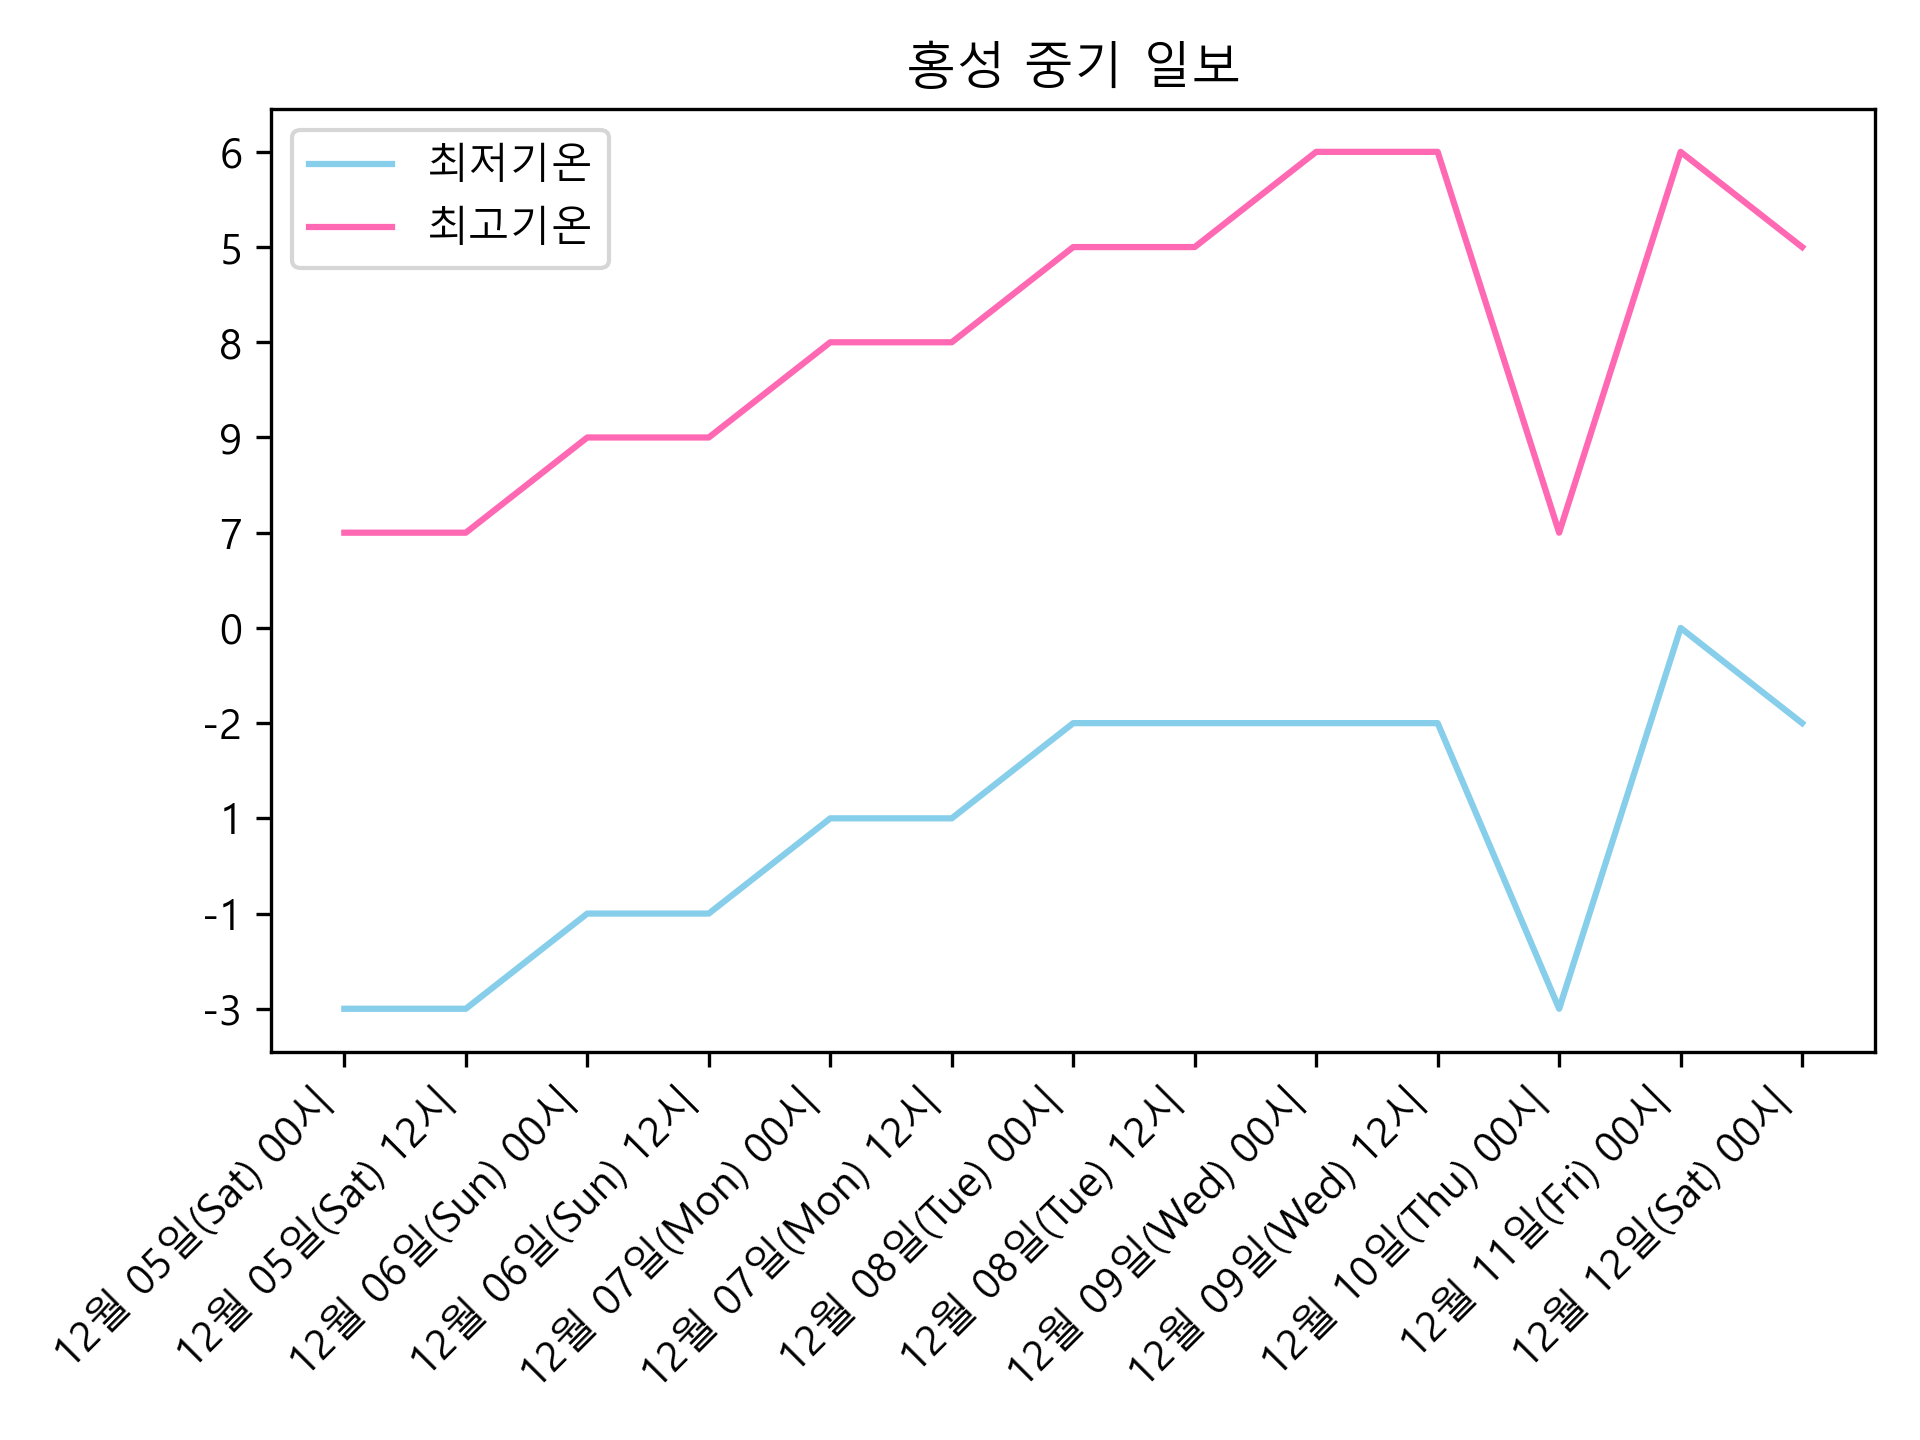 홍성 중기 일보
최저기온
최고기온
6
5
8
9
7
0
-2
1
-1
-3
12월 05일(Sat) 00시
12월 05일(Sat) 12시
12월 06일(Sun) 00시
12월 06일(Sun) 12시
12월 07일(Mon) 00시
12월 07일(Mon) 12시
12월 08일(Tue) 00시
12월 08일(Tue) 12시
12월 09일(Wed) 00시
12월 09일(Wed) 12시
12월 10일(Thu) 00시
12월 11일(Fri) 00시
12월 12일(Sat) 00시